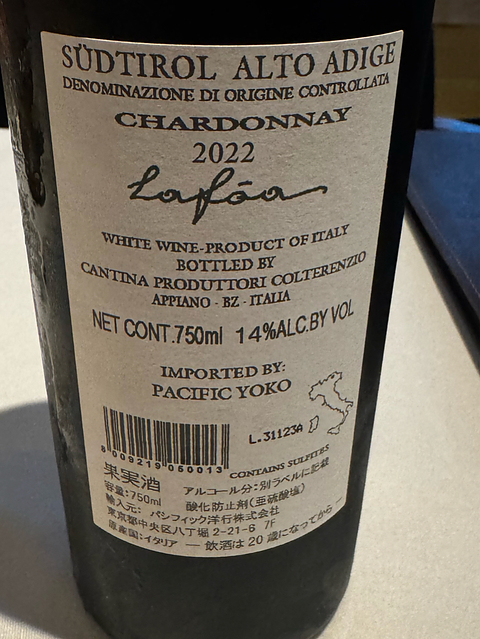 SÜDTIROL ALTO ADIGE
DENOMINAZIONE DI ORIGINE CONTROLLATA
CHARDONNAY
2022
Lafóa
WHITE WINE-PRODUCT OF ITALY
BOTTLED BY
CANTINA PRODUTTORI COLTERENZIO
APPIANO - BZ - ITALIA
NET CONT.750ml 14%ALC.BY VOL
IMPORTED BY:
PACIFIC YOKO
L.31123A
8 009219 050013
CONTAINS SULFITES
果実酒 アルコール分:別ラベルに記載
容量:750ml 酸化防止剤(亜硫酸塩)
輸入元: パシフィック洋行株式会社
東京都中央区八丁堀 2-21-6 7F
原産国:イタリア ― 飲酒は 20 歳になってから ―